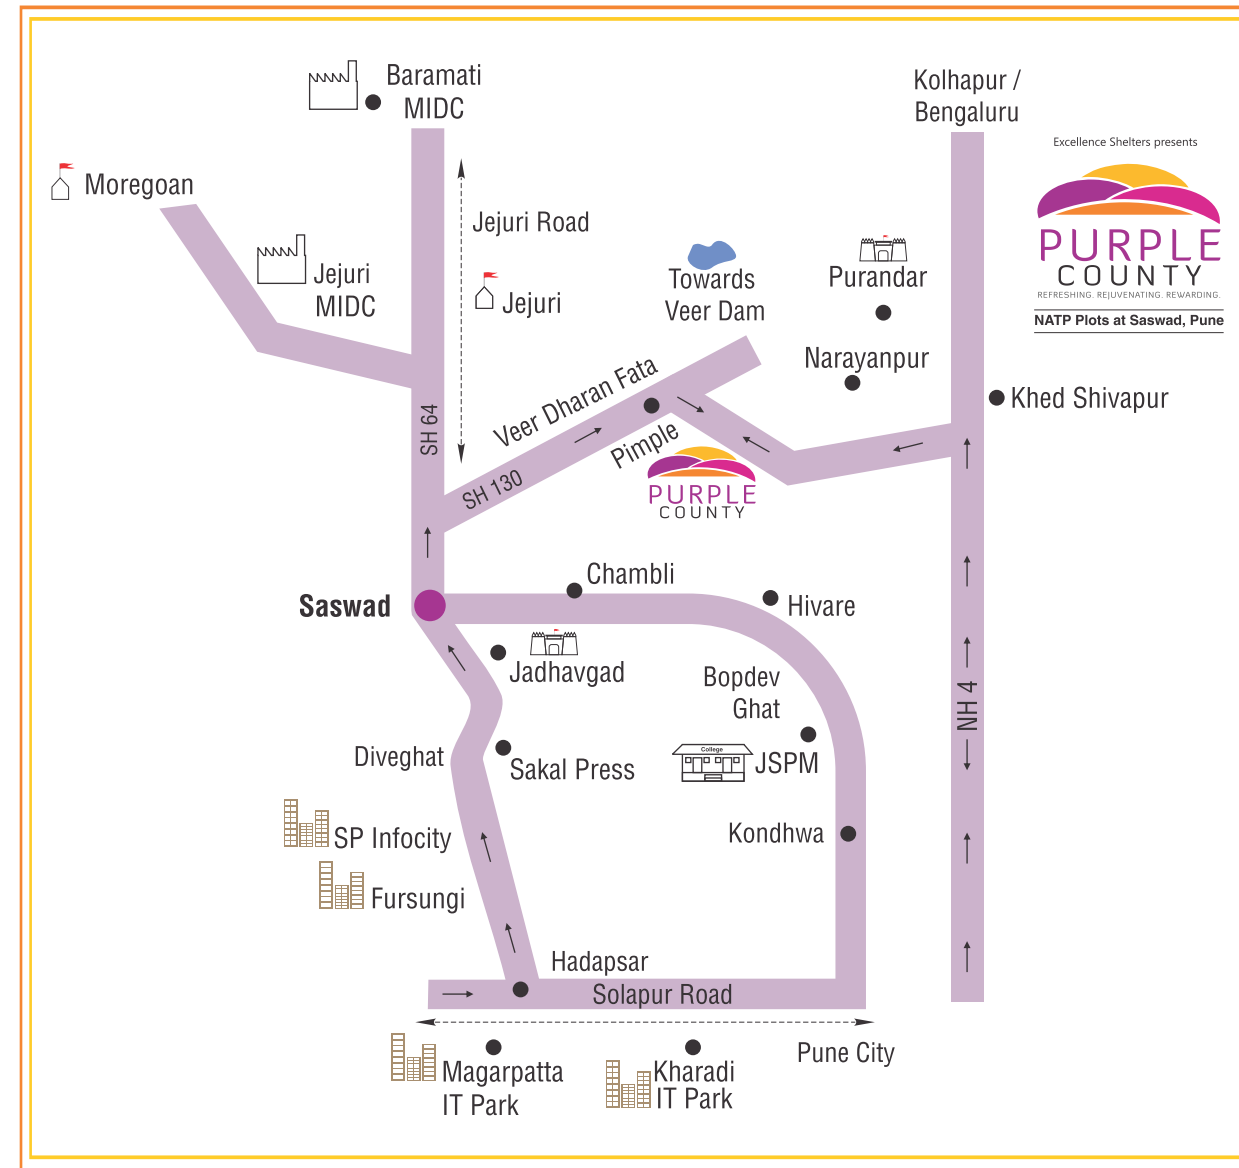 Baramati
MIDC
Kolhapur /
Bengaluru
Excellence Shelters presents
PURPLE
COUNTY
REFRESHING. REJUVENATING. REWARDING.
NATP Plots at Saswad, Pune
Moregoan
Jejuri Road
Jejuri
MIDC
Jejuri
Towards
Veer Dam
Purandar
Narayanpur
Khed Shivapur
SH 64
Veer Dharan Fata
Pimple
SH 130
PURPLE
COUNTY
Chambli
Saswad
Hivare
Jadhavgad
Bopdev
Ghat
NH 4
Diveghat
Sakal Press
College
JSPM
SP Infocity
Kondhwa
Fursungi
Hadapsar
Solapur Road
Pune City
Magarpatta
IT Park
Kharadi
IT Park